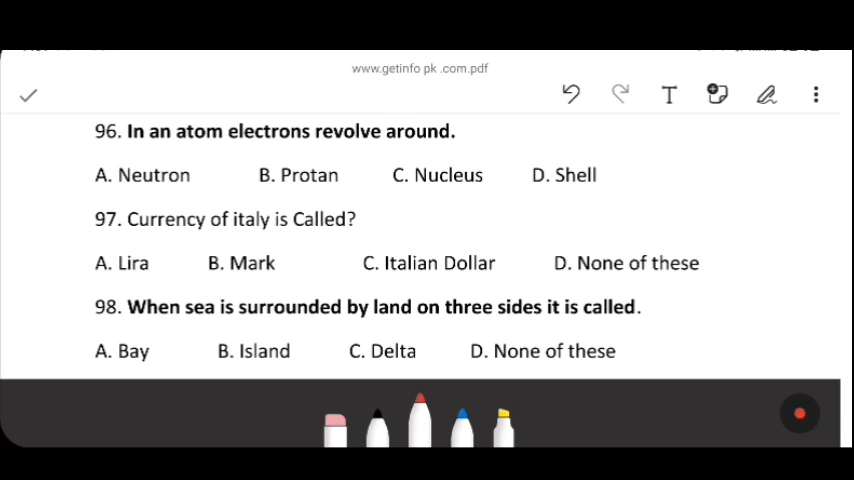 www.getinfo pk .com.pdf
T
96. In an atom electrons revolve around.
A. Neutron B. Protan C. Nucleus D. Shell
97. Currency of italy is Called?
A. Lira B. Mark C. Italian Dollar D. None of these
98. When sea is surrounded by land on three sides it is called.
A. Bay B. Island C. Delta D. None of these